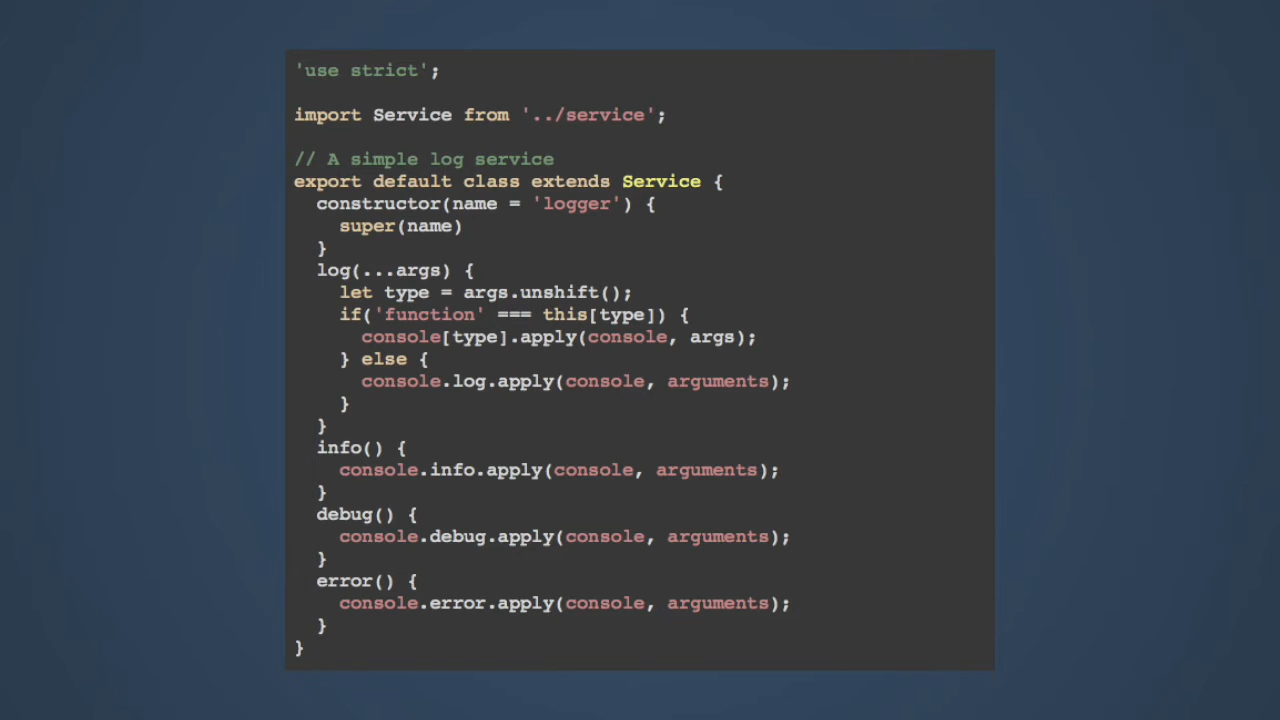 'use strict';
import Service from '../service';
// A simple log service
export default class extends Service {
constructor(name = 'logger') {
super(name)
}
log(...args) {
let type = args.unshift();
if('function' === this[type]) {
console[type].apply(console, args);
} else {
console.log.apply(console, arguments);
}
}
info() {
console.info.apply(console, arguments);
}
debug() {
console.debug.apply(console, arguments);
}
error() {
console.error.apply(console, arguments);
}
}